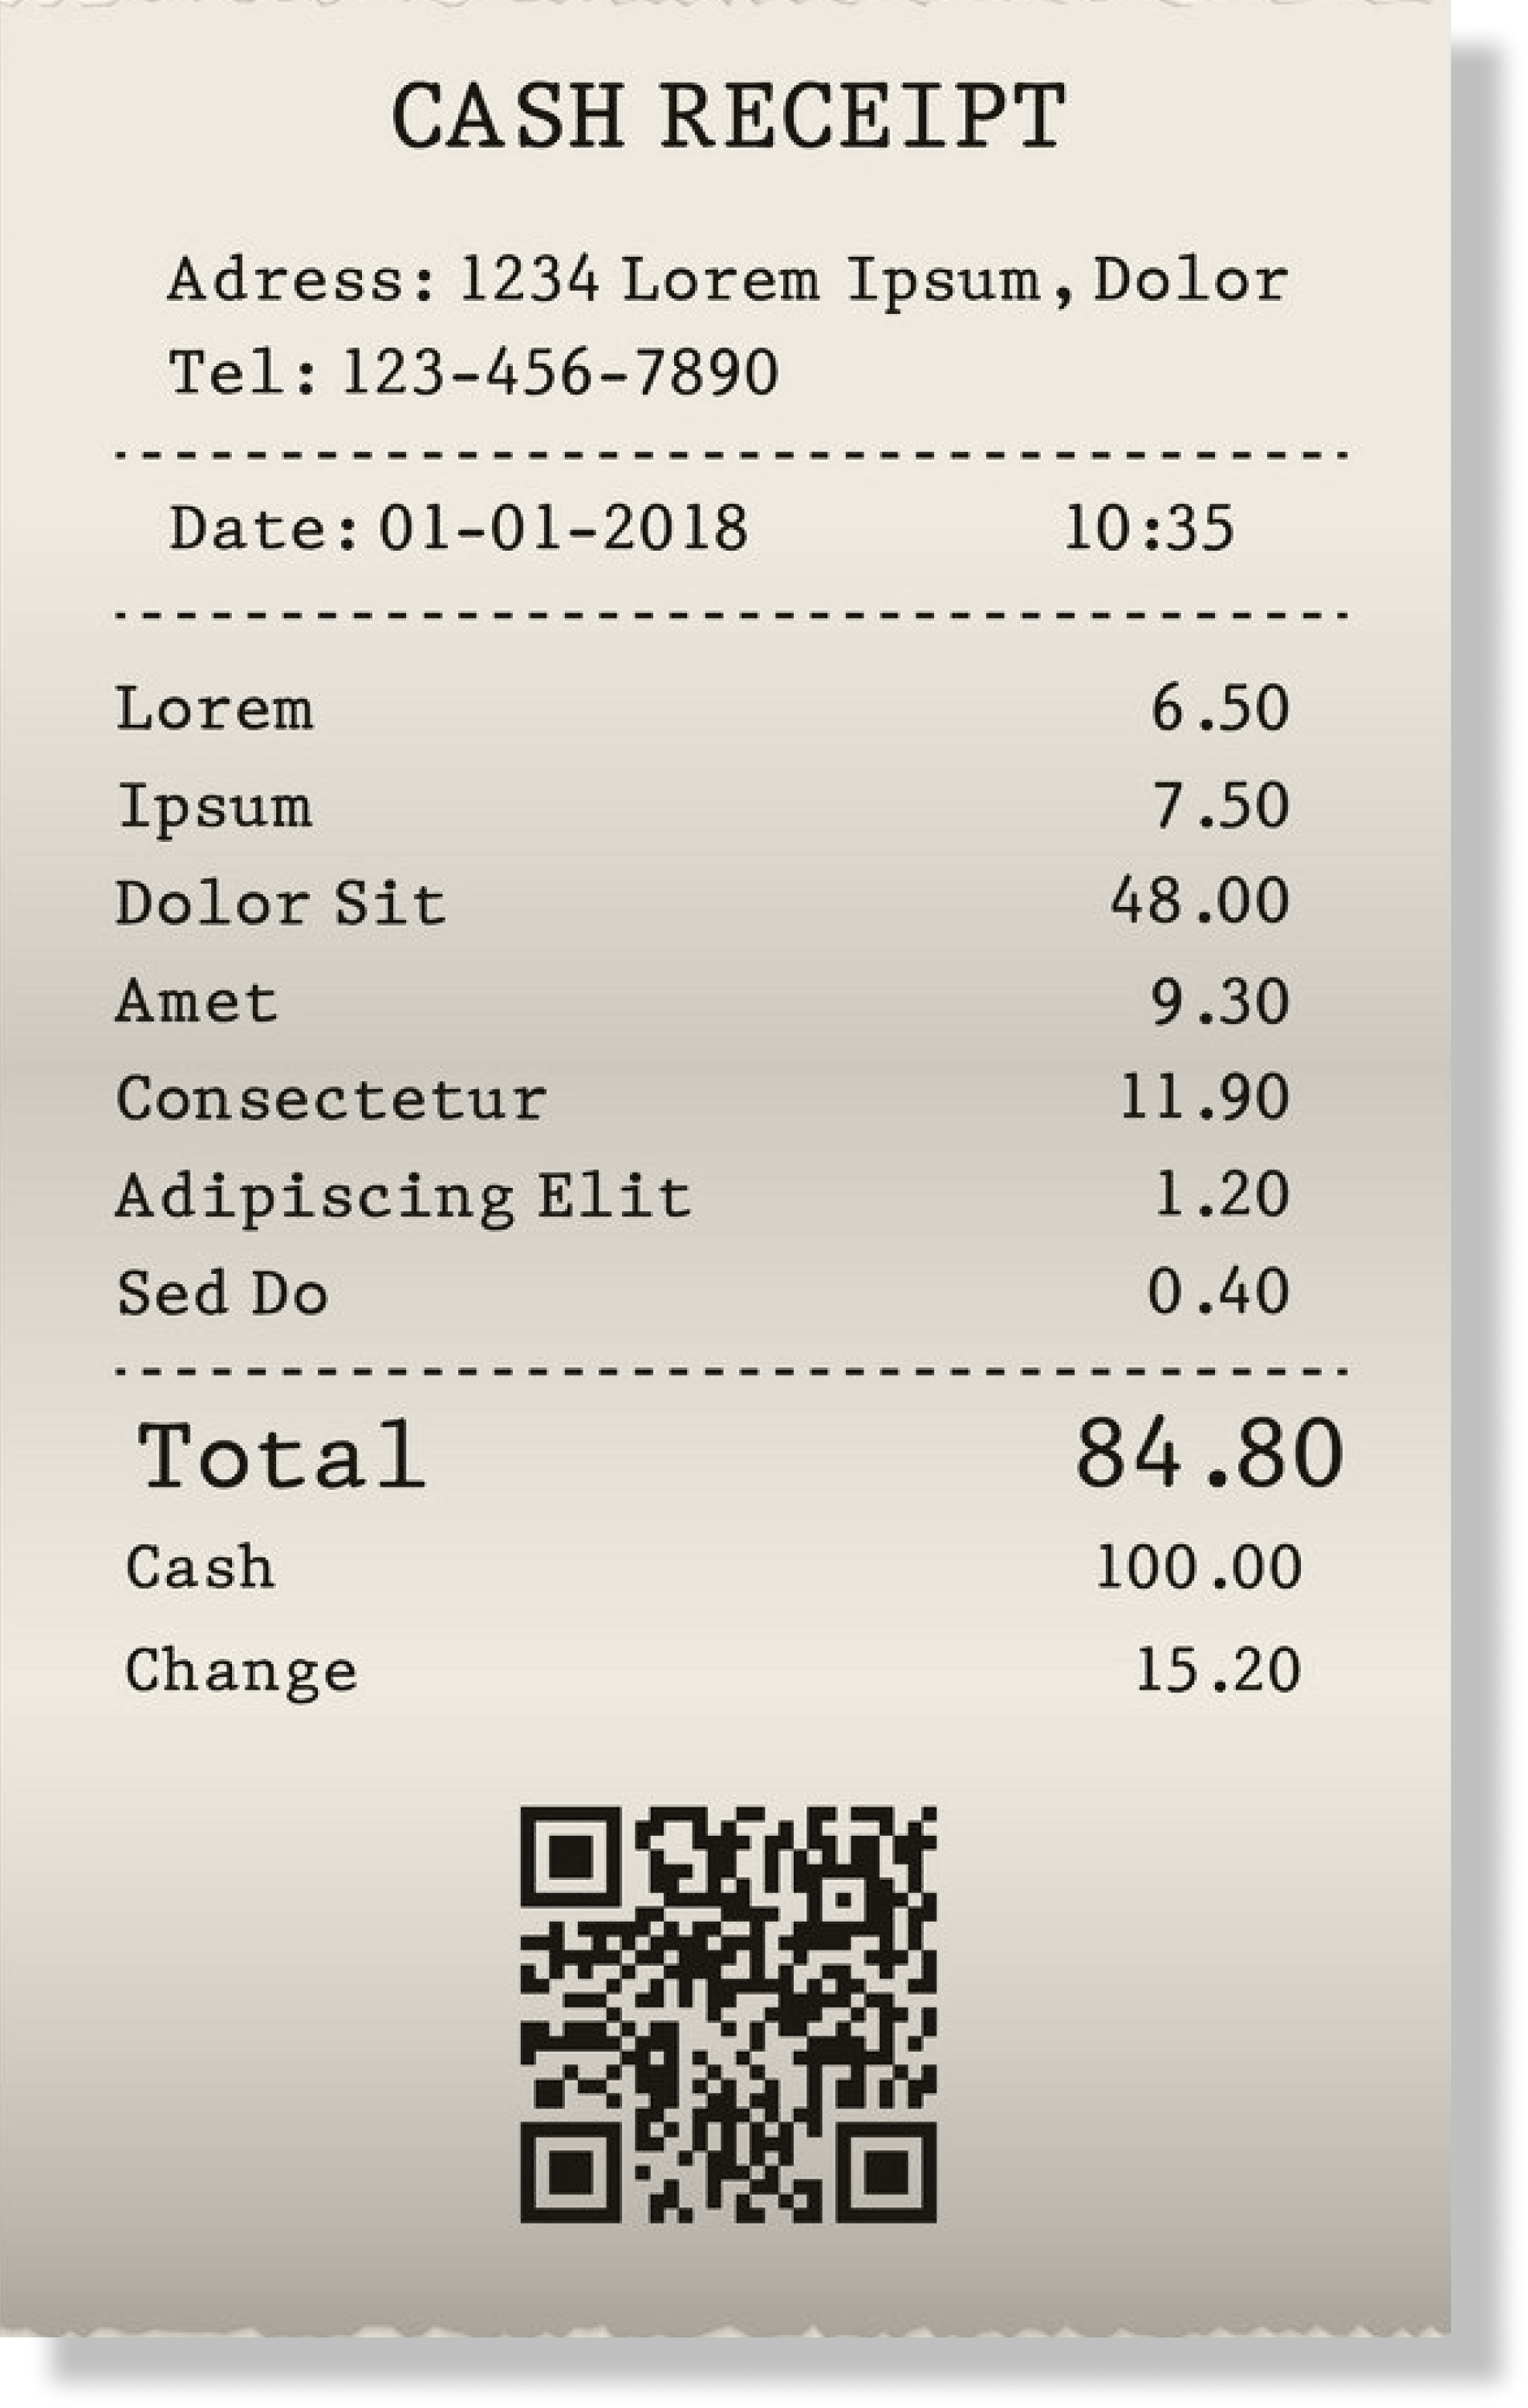 CASH RECEIPT
Adress: 1234 Lorem Ipsum, Dolor
Tel: 123-456-7890
Date: 01-01-2018 10:35
Lorem 6.50
Ipsum 7.50
Dolor Sit 48.00
Amet 9.30
Consectetur 11.90
Adipiscing Elit 1.20
Sed Do 0.40
Total 84.80
Cash 100.00
Change 15.20